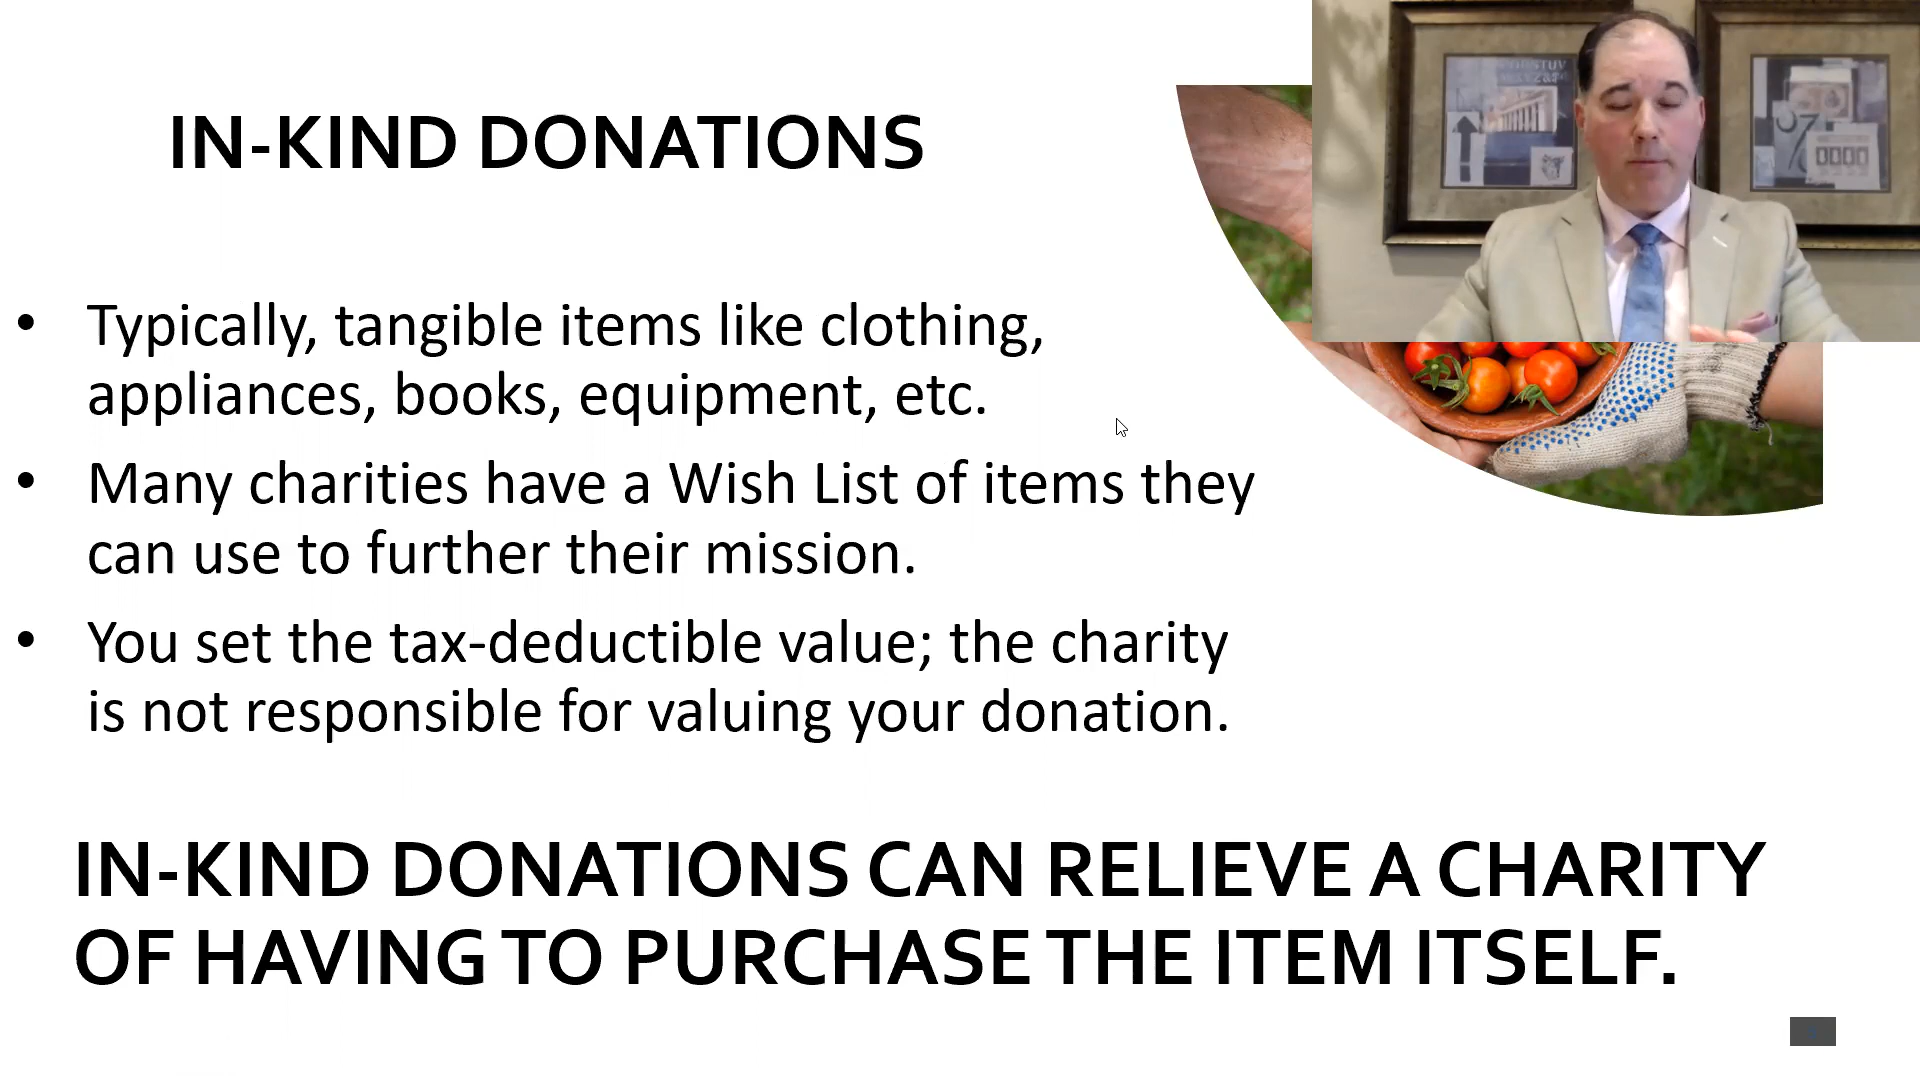 IN-KIND DONATIONS
• Typically, tangible items like clothing,
appliances, books, equipment, etc.
• Many charities have a Wish List of items they
can use to further their mission.
• You set the tax-deductible value; the charity
is not responsible for valuing your donation.
IN-KIND DONATIONS CAN RELIEVE A CHARITY
OF HAVING TO PURCHASE THE ITEM ITSELF.